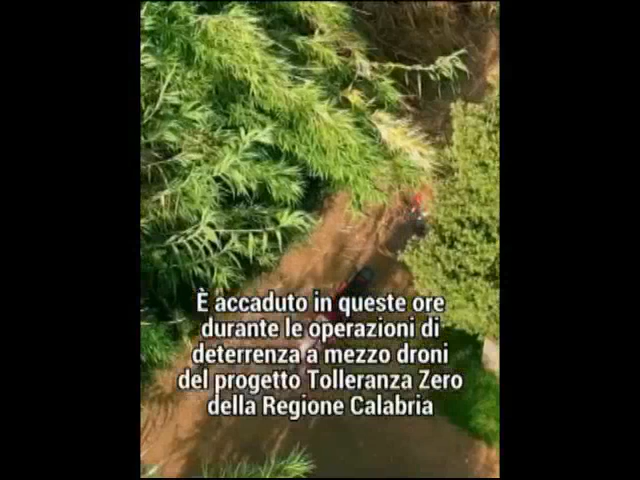 È accaduto in queste ore
durante le operazioni di
deterrenza a mezzo droni
del progetto Tolleranza Zero
della Regione Calabria